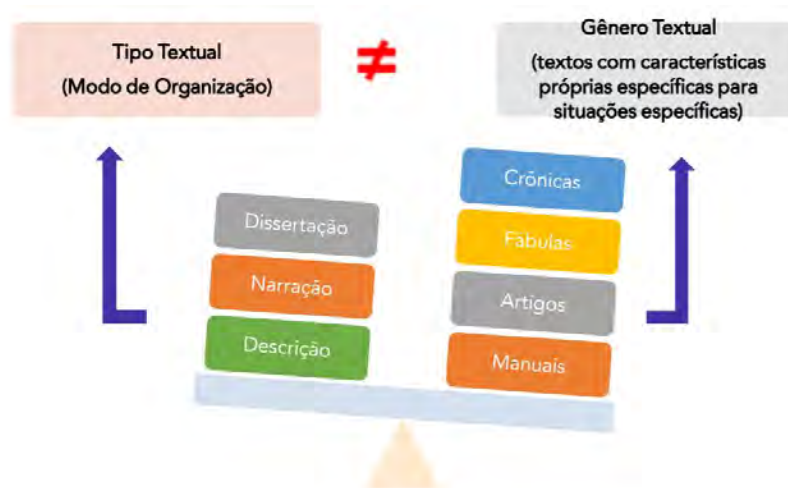 Tipo Textual
(Modo de Organização)
≠
Gênero Textual
(textos com características
próprias específicas para
situações específicas)
Dissertação
Narração
Descrição
Crônicas
Fábulas
Artigos
Manuais